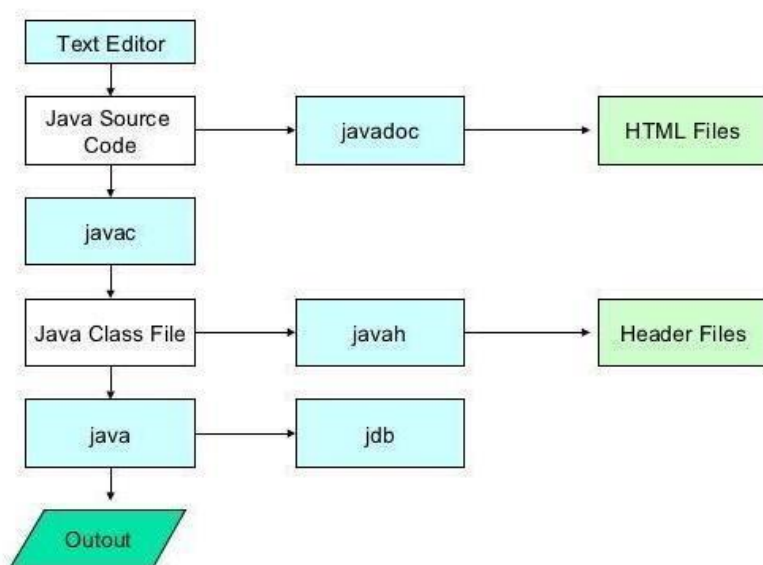 Text Editor
Java Source
Code
javadoc
HTML Files
javac
Java Class File
javah
Header Files
java
jdb
Outout